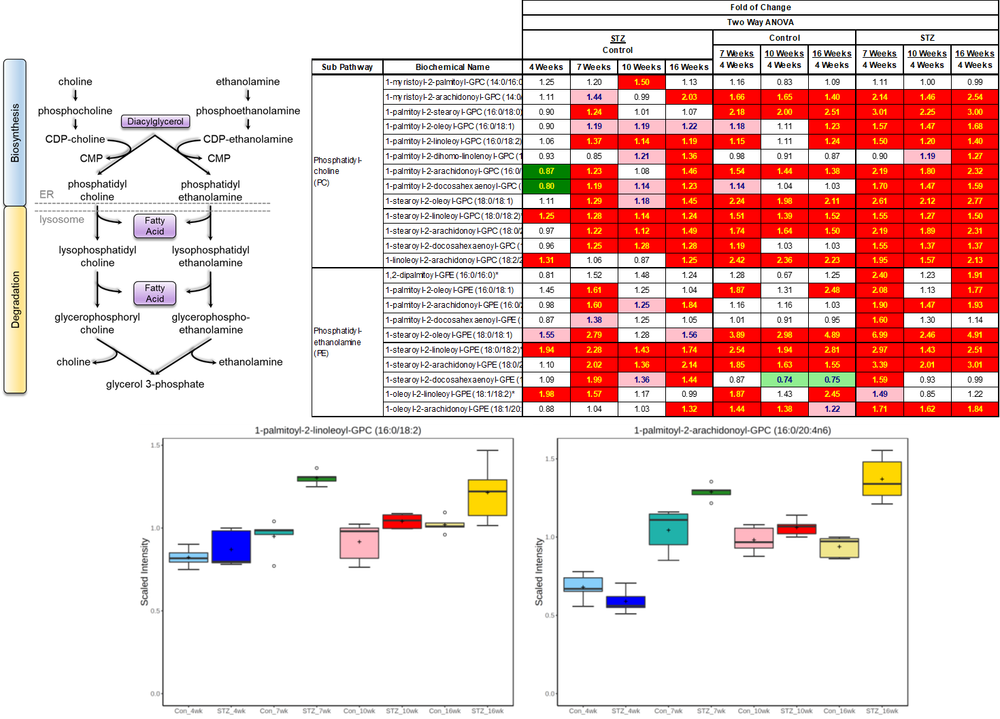 Biosynthesis
Degradation
choline
ethanolamine
phosphocholine
phosphoethanolamine
Diacylglycerol
CDP-choline
CDP-ethanolamine
CMP
CMP
phosphatidyl
choline
phosphatidyl
ethanolamine
ER
lysosome
Fatty
Acid
lysophosphatidyl
choline
lysophosphatidyl
ethanolamine
Fatty
Acid
glycerophosphoryl
choline
glycerophospho-
ethanolamine
choline
ethanolamine
glycerol 3-phosphate
Fold of Change
Two Way ANOVA
STZ
Control
Control
STZ
7 Weeks
4 Weeks
10 Weeks
4 Weeks
16 Weeks
4 Weeks
7 Weeks
4 Weeks
10 Weeks
4 Weeks
16 Weeks
4 Weeks
Sub Pathway Biochemical Name 4 Weeks 7 Weeks 10 Weeks 16 Weeks
Phosphatidyl-
choline
(PC)
1-myristoyl-2-palmitoyl-GPC (14:0/16:0 1.25 1.20 1.50 1.13 1.16 0.83 1.09 1.11 1.00 0.99
1-myristoyl-2-arachidonoyl-GPC (14:0/ 1.11 1.44 0.99 2.03 1.66 1.65 1.40 2.14 1.46 2.54
1-palmitoyl-2-stearoyl-GPC (16:0/18:0) 0.90 1.24 1.01 1.07 2.18 2.00 2.51 3.01 2.25 3.00
1-palmitoyl-2-oleoyl-GPC (16:0/18:1) 0.90 1.19 1.19 1.22 1.18 1.11 1.23 1.57 1.47 1.68
1-palmitoyl-2-linoleoyl-GPC (16:0/18:2) 1.06 1.37 1.14 1.19 1.15 1.11 1.24 1.50 1.20 1.40
1-palmitoyl-2-dihomo-linolenoyl-GPC (1 0.93 0.85 1.21 1.36 0.98 0.91 0.87 0.90 1.19 1.27
1-palmitoyl-2-arachidonoyl-GPC (16:0/ 0.87 1.23 1.08 1.46 1.54 1.44 1.38 2.19 1.80 2.32
1-palmitoyl-2-docosahexaenoyl-GPC ( 0.80 1.19 1.14 1.23 1.14 1.04 1.03 1.70 1.47 1.59
1-stearoyl-2-oleoyl-GPC (18:0/18:1) 1.11 1.29 1.18 1.45 2.24 1.98 2.11 2.61 2.12 2.77
1-stearoyl-2-linoleoyl-GPC (18:0/18:2)* 1.25 1.28 1.14 1.24 1.51 1.39 1.52 1.55 1.27 1.50
1-stearoyl-2-arachidonoyl-GPC (18:0/2 0.97 1.22 1.12 1.49 1.74 1.64 1.50 2.19 1.89 2.31
1-stearoyl-2-docosahexaenoyl-GPC (1 0.96 1.25 1.28 1.28 1.19 1.03 1.03 1.55 1.37 1.37
1-linoleoyl-2-arachidonoyl-GPC (18:2/2 1.31 1.06 0.87 1.25 2.42 2.36 2.23 1.95 1.57 2.13
Phosphatidyl-
ethanolamine
(PE)
1,2-dipalmitoyl-GPE (16:0/16:0)* 0.81 1.52 1.48 1.24 1.28 0.67 1.25 2.40 1.23 1.91
1-palmitoyl-2-oleoyl-GPE (16:0/18:1) 1.45 1.61 1.25 1.04 1.87 1.31 2.48 2.08 1.13 1.77
1-palmitoyl-2-arachidonoyl-GPE (16:0/2 0.98 1.60 1.25 1.84 1.16 1.16 1.03 1.90 1.47 1.93
1-palmitoyl-2-docosahexaenoyl-GPE ( 0.87 1.38 1.25 1.05 1.01 0.91 0.95 1.60 1.30 1.14
1-stearoyl-2-oleoyl-GPE (18:0/18:1) 1.55 2.79 1.28 1.56 3.89 2.98 4.89 6.99 2.46 4.91
1-stearoyl-2-linoleoyl-GPE (18:0/18:2)* 1.94 2.28 1.43 1.74 2.54 1.94 2.81 2.97 1.43 2.51
1-stearoyl-2-arachidonoyl-GPE (18:0/2 1.10 2.02 1.36 2.14 1.85 1.63 1.55 3.39 2.01 3.01
1-stearoyl-2-docosahexaenoyl-GPE (1 1.09 1.99 1.36 1.44 0.87 0.74 0.75 1.59 0.93 0.99
1-oleoyl-2-linoleoyl-GPE (18:1/18:2)* 1.98 1.57 1.17 0.99 1.87 1.43 2.45 1.49 0.85 1.22
1-oleoyl-2-arachidonoyl-GPE (18:1/20: 0.88 1.04 1.03 1.32 1.44 1.38 1.22 1.71 1.62 1.84
1-palmitoyl-2-linoleoyl-GPC (16:0/18:2)
Scaled Intensity
1.5
1.0
0.5
0.0
Con_4wk STZ_4wk Con_7wk STZ_7wk Con_10wk STZ_10wk Con_16wk STZ_16wk
1-palmitoyl-2-arachidonoyl-GPC (16:0/20:4n6)
Scaled Intensity
1.5
1.0
0.5
0.0
Con_4wk STZ_4wk Con_7wk STZ_7wk Con_10wk STZ_10wk Con_16wk STZ_16wk